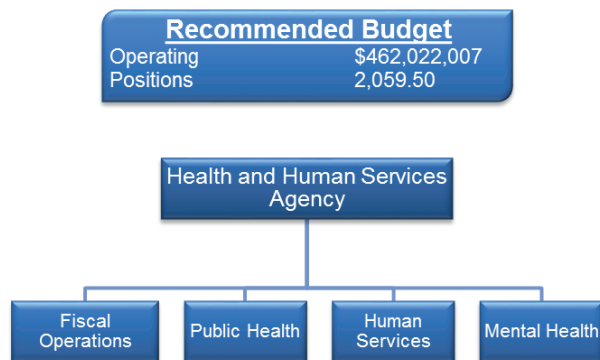 Recommended Budget
Operating $462,022,007
Positions 2,059.50
Health and Human Services
Agency
Fiscal
Operations
Public Health
Human
Services
Mental Health